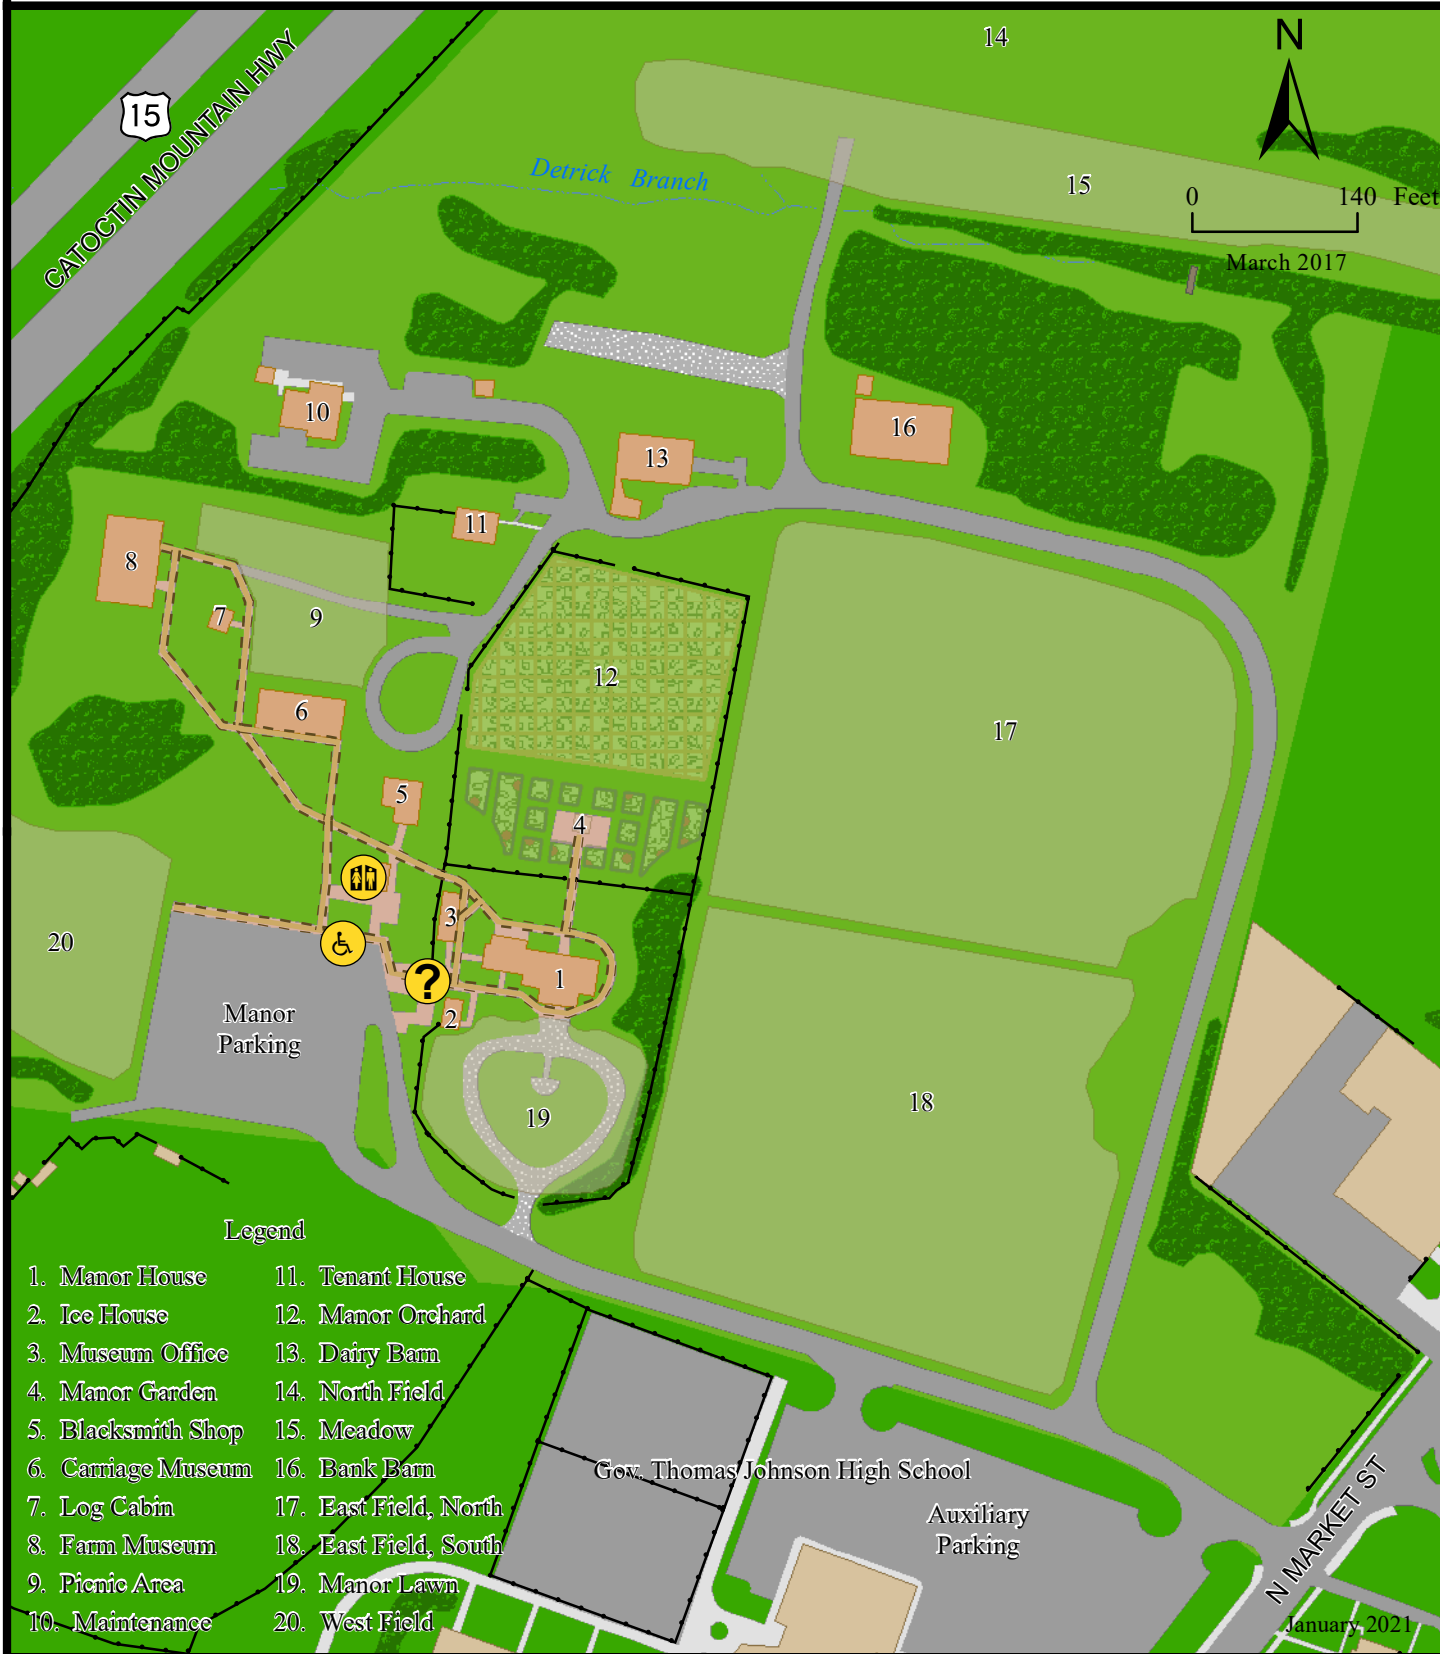 14
N
15
CATOCTIN MOUNTAIN HWY
Detrick Branch
15
0 140 Feet
March 2017
10
16
13
11
8
7
9
12
6
17
5
4
3
20
1
?
Manor
Parking
2
18
19
Legend
1. Manor House
2. Ice House
3. Museum Office
4. Manor Garden
5. Blacksmith Shop
6. Carriage Museum
7. Log Cabin
8. Farm Museum
9. Picnic Area
10. Maintenance
11. Tenant House
12. Manor Orchard
13. Dairy Barn
14. North Field
15. Meadow
16. Bank Barn
17. East Field, North
18. East Field, South
19. Manor Lawn
20. West Field
Gov. Thomas Johnson High School
Auxiliary
Parking
N MARKET ST
January 2021